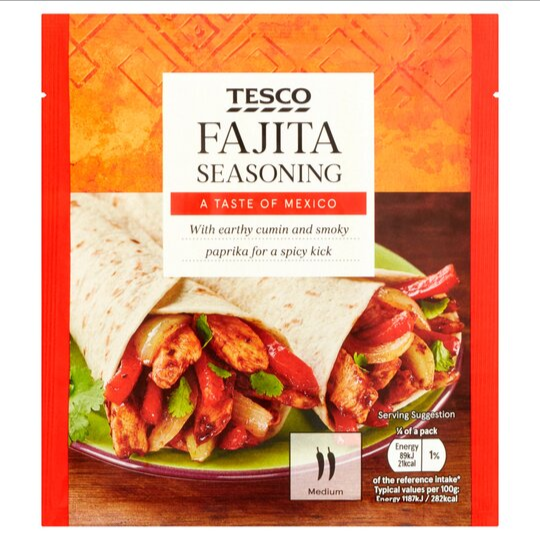 TESCO
FAJITA
SEASONING
A TASTE OF MEXICO
With earthy cumin and smoky
paprika for a spicy kick
Serving Suggestion
¼ of a pack
Energy
89kJ
21kcal
1%
of the reference intake*
Typical values per 100g:
Energy 1187kJ / 282kcal
Medium